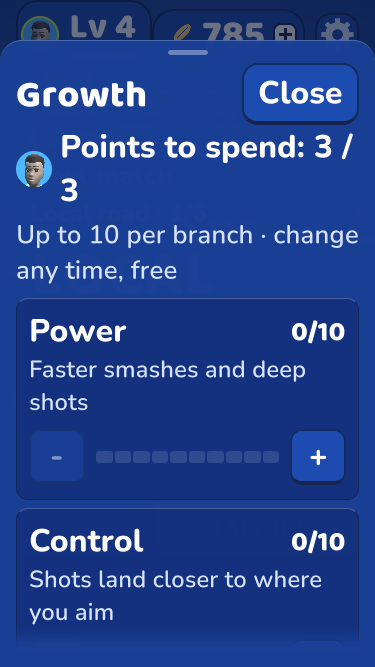 Lv 4
785
Growth
Close
Points to spend: 3 /
3
Up to 10 per branch · change
any time, free
Power
0/10
Faster smashes and deep
shots
-
+
Control
0/10
Shots land closer to where
you aim